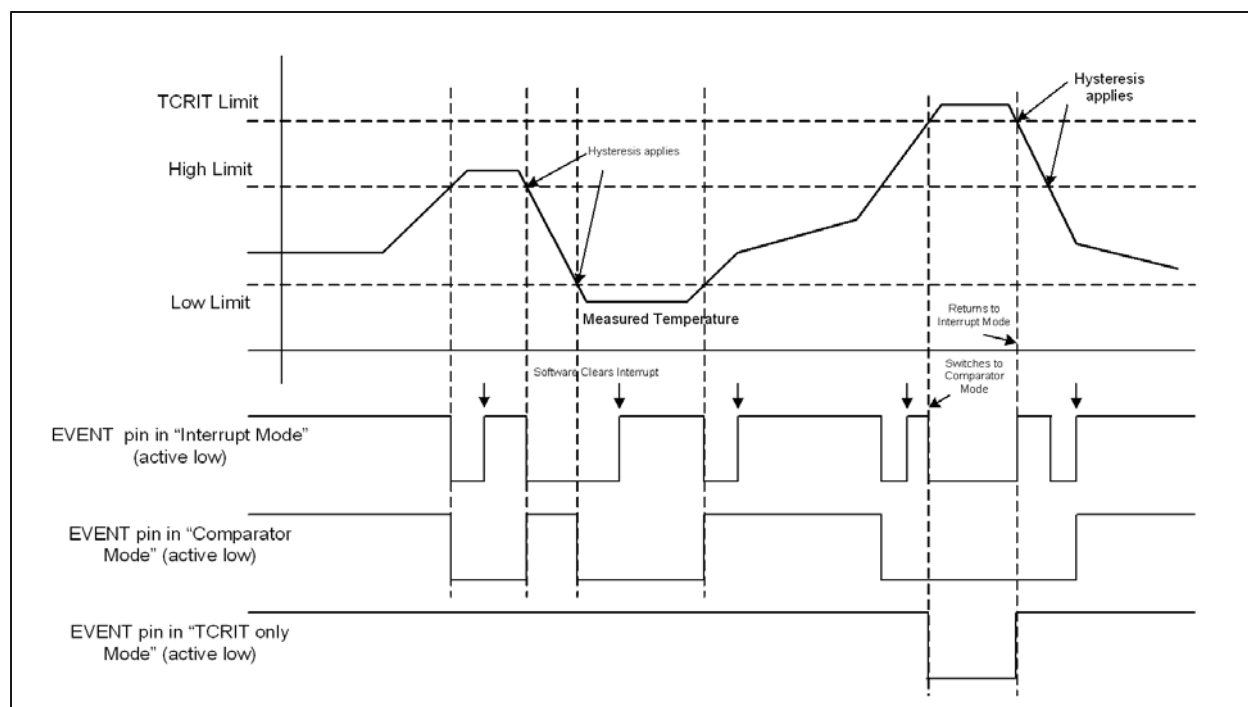 TCRIT Limit
Hysteresis
applies
High Limit
Hysteresis applies
Low Limit
Measured Temperature
Returns to
Interrupt Mode
Software Clears Interrupt
Switches to
Comparator
Mode
EVENT pin in “Interrupt Mode”
(active low)
EVENT pin in “Comparator
Mode” (active low)
EVENT pin in “TCRIT only
Mode” (active low)